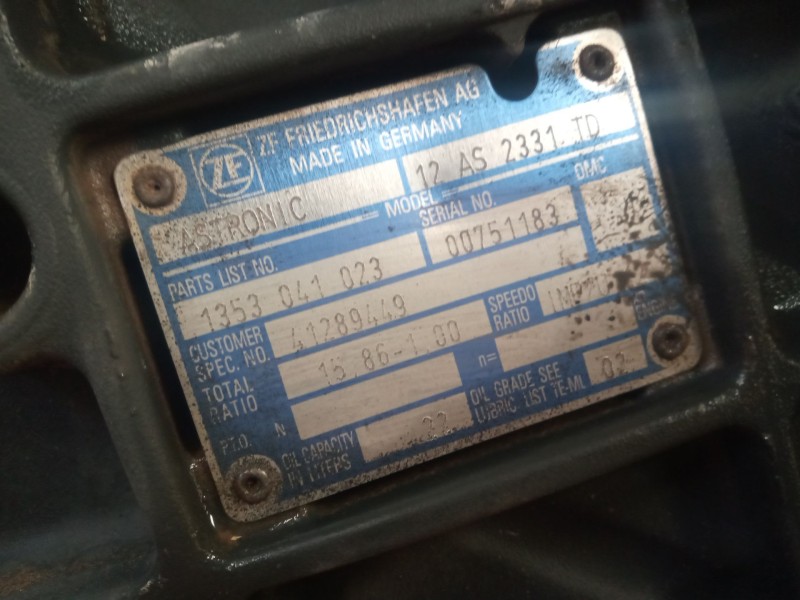 ZF FRIEDRICHSHAFEN AG
MADE IN GERMANY
ZF
ASTRONIC
12 AS 2331 TD
MODEL
PARTS LIST NO.
SERIAL NO.
DMC
1353 041 023
00751183
CUSTOMER
SPEC. NO.
41289449
SPEEDO
RATIO
TOTAL
RATIO
15.86-1.00
n=
P.T.O.
N
OIL CAPACITY
IN LITERS
22
OIL GRADE SEE
LUBRIC. LIST TE-ML
02